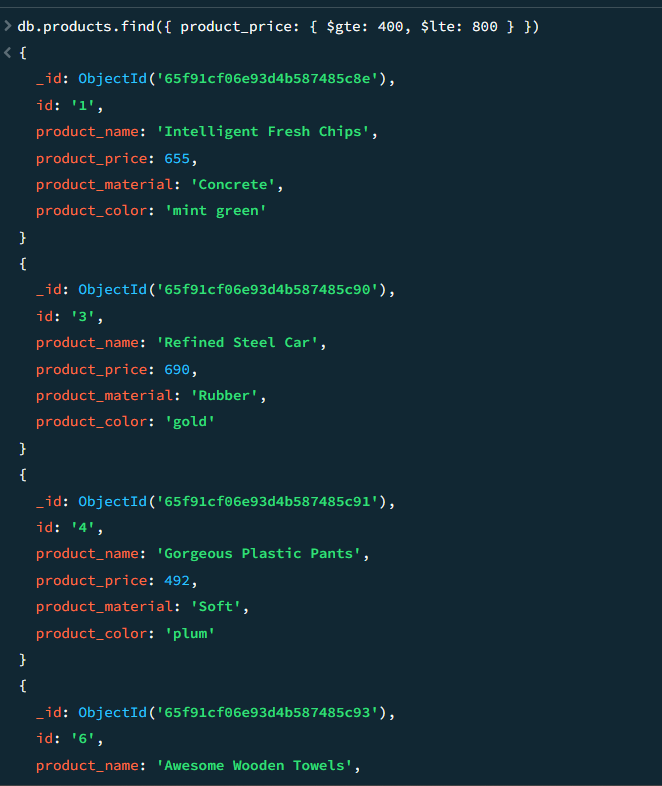 > db.products.find({ product_price: { $gte: 400, $lte: 800 } })
< {
_id: ObjectId('65f91cf06e93d4b587485c8e'),
id: '1',
product_name: 'Intelligent Fresh Chips',
product_price: 655,
product_material: 'Concrete',
product_color: 'mint green'
}
{
_id: ObjectId('65f91cf06e93d4b587485c90'),
id: '3',
product_name: 'Refined Steel Car',
product_price: 690,
product_material: 'Rubber',
product_color: 'gold'
}
{
_id: ObjectId('65f91cf06e93d4b587485c91'),
id: '4',
product_name: 'Gorgeous Plastic Pants',
product_price: 492,
product_material: 'Soft',
product_color: 'plum'
}
{
_id: ObjectId('65f91cf06e93d4b587485c93'),
id: '6',
product_name: 'Awesome Wooden Towels',